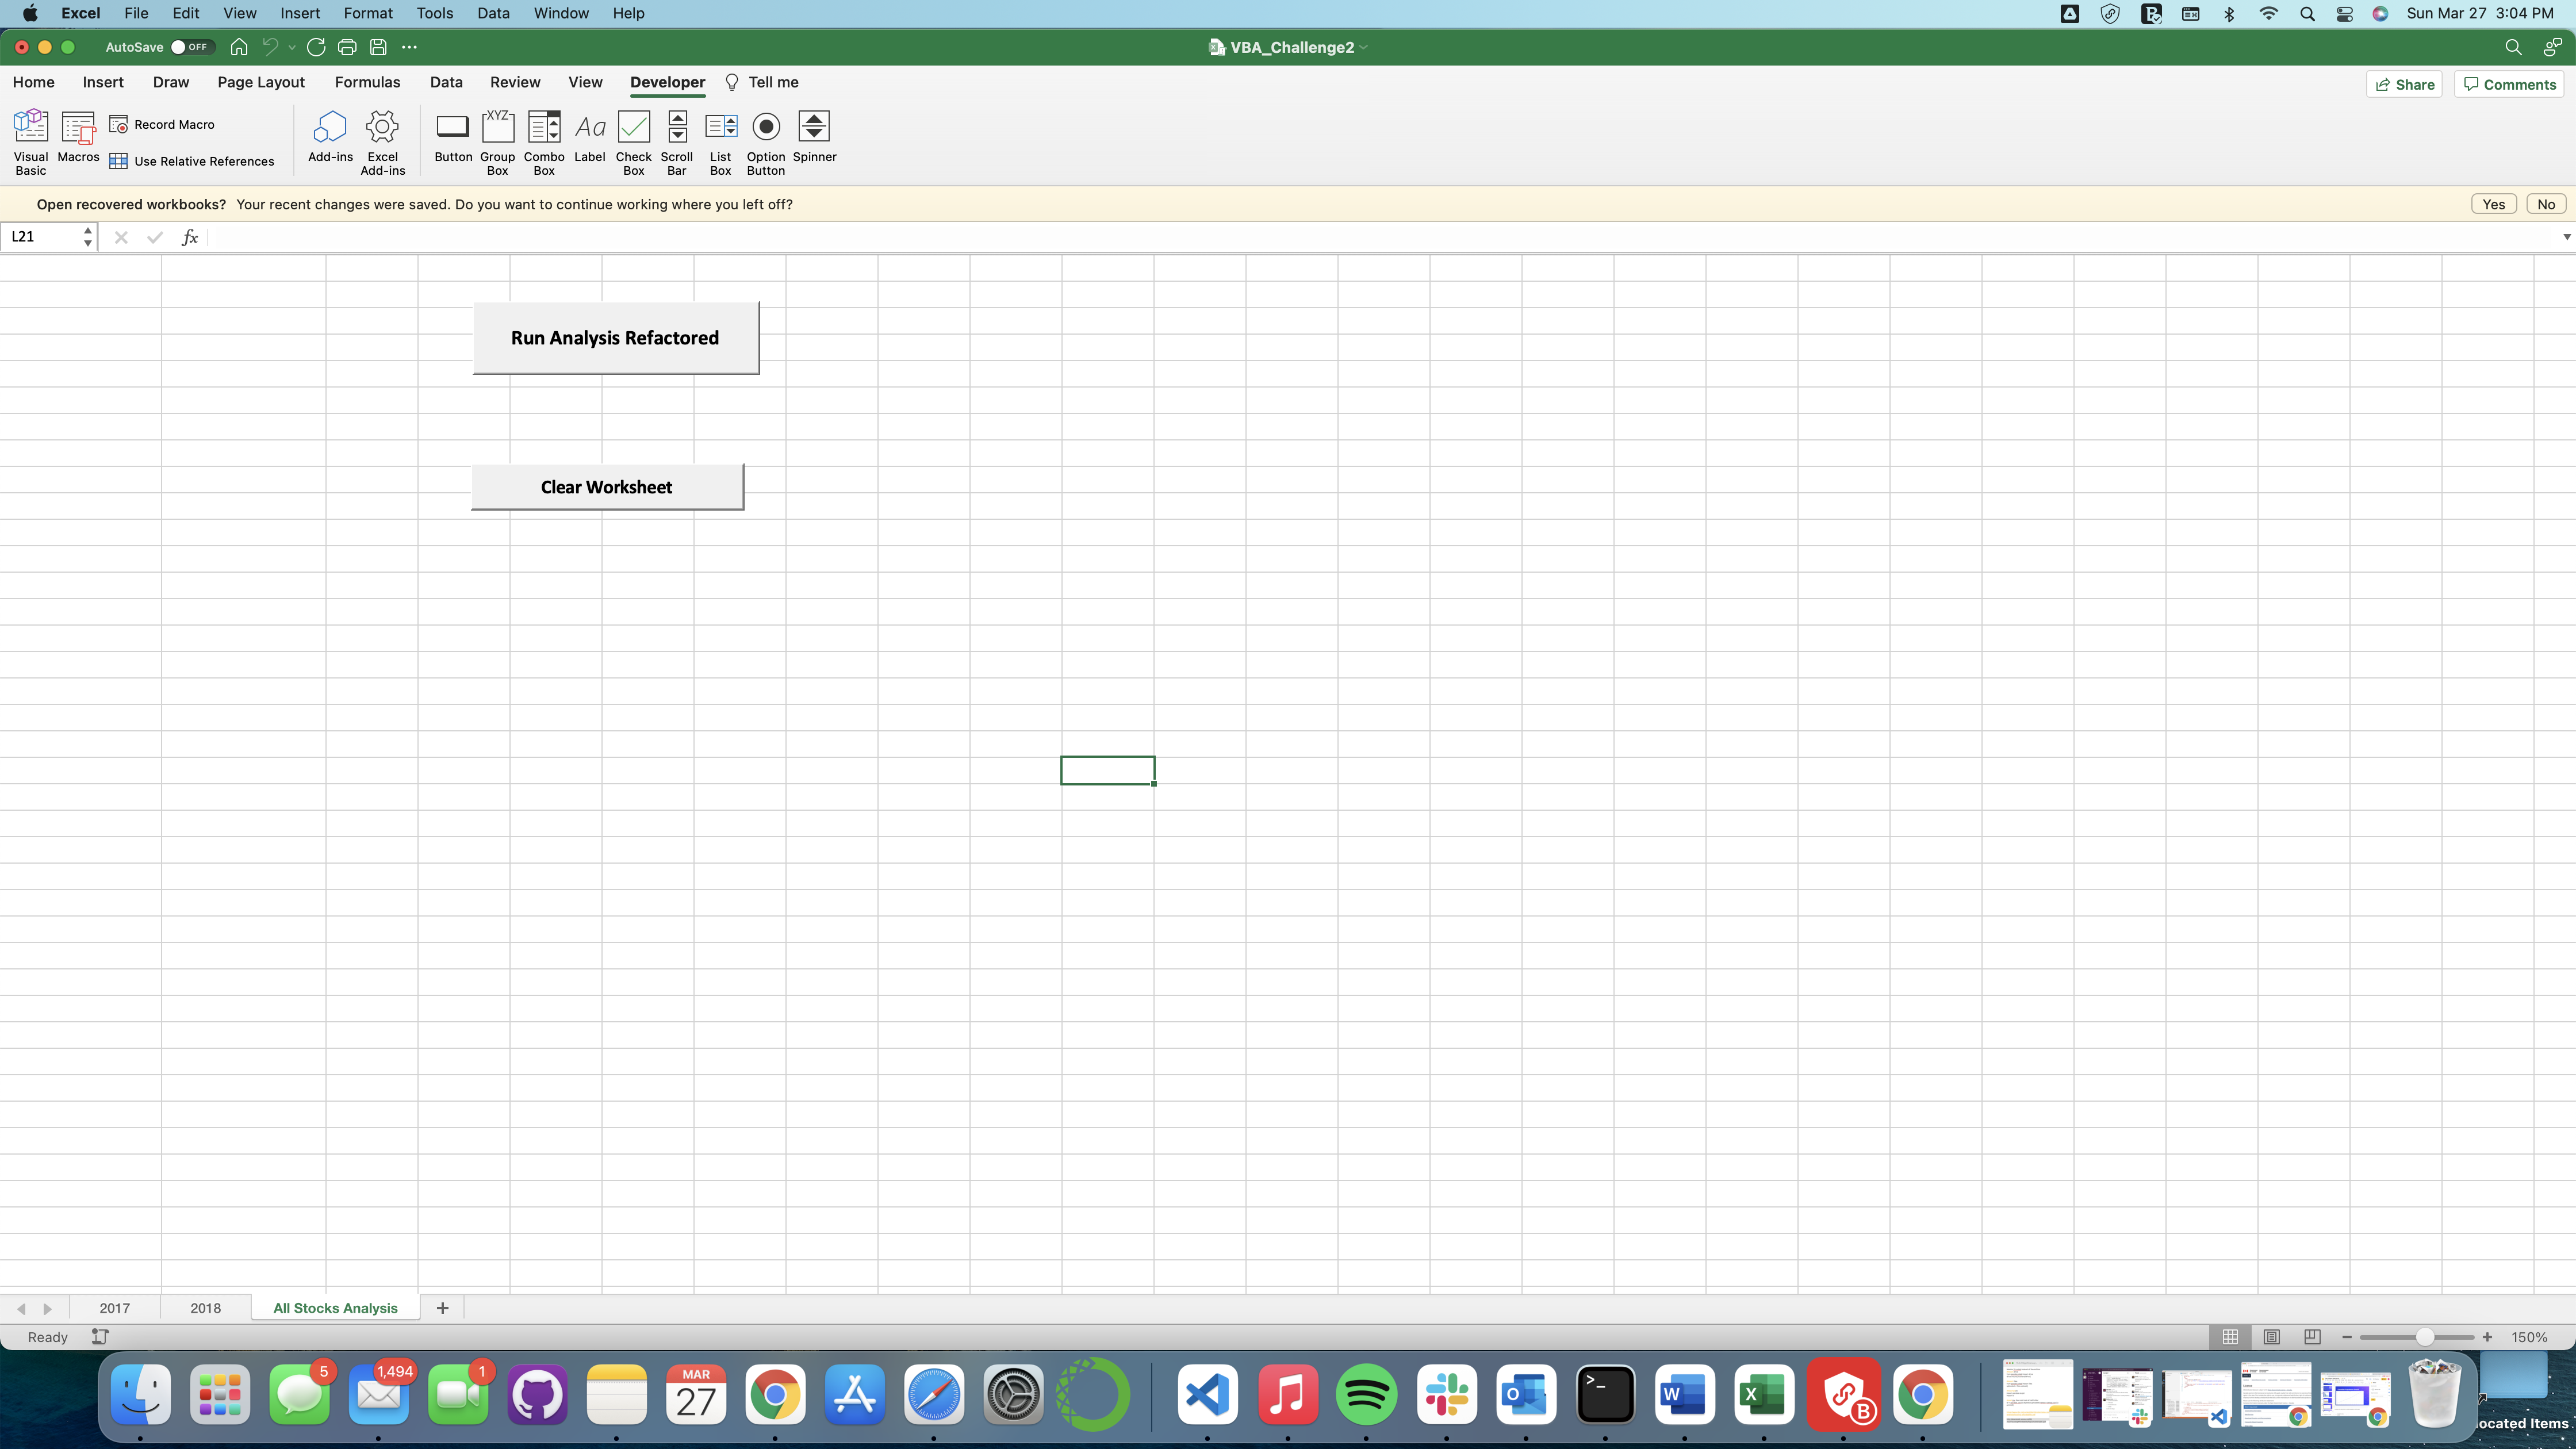 Excel File Edit View Insert Format Tools Data Window Help Sun Mar 27 3:04 PM
AutoSave OFF VBA_Challenge2
Home Insert Draw Page Layout Formulas Data Review View Developer Tell me Share Comments
Visual Basic
Macros
Record Macro
Use Relative References
Add-ins
Excel Add-ins
Button
XYZ
Group Box
Combo Box
Aa
Label
Check Box
Scroll Bar
List Box
Option Button
Spinner
Open recovered workbooks? Your recent changes were saved. Do you want to continue working where you left off? Yes No
L21 fx
Run Analysis Refactored
Clear Worksheet
2017 2018 All Stocks Analysis +
Ready 150%
5 1,494 1 MAR
27
O >_ W X B
ocated Items